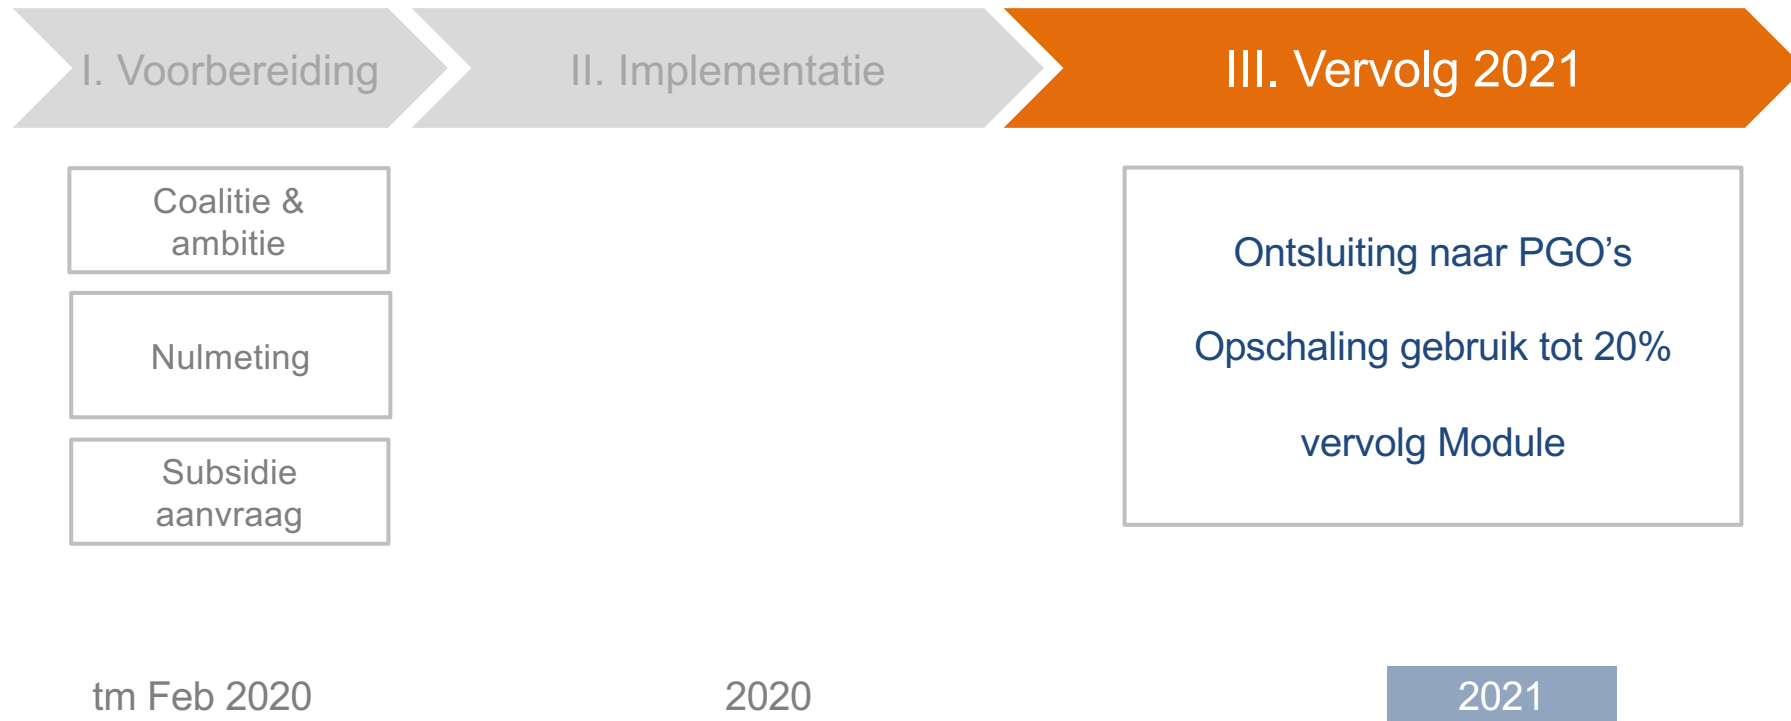 I. Voorbereiding
II. Implementatie
III. Vervolg 2021
Coalitie &
ambitie
Nulmeting
Subsidie
aanvraag
Ontsluiting naar PGO’s
Opschaling gebruik tot 20%
vervolg Module
tm Feb 2020
2020
2021